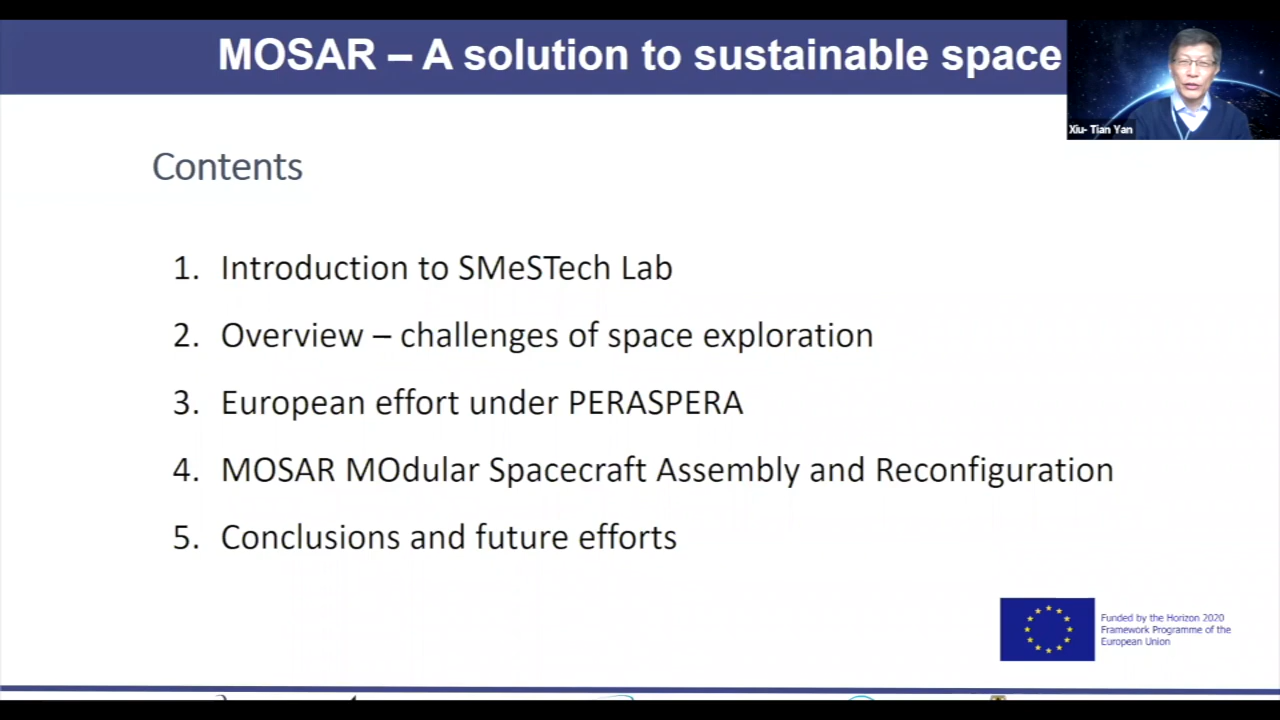 MOSAR – A solution to sustainable space
Xiu- Tian Yan
Contents
1. Introduction to SMeSTech Lab
2. Overview – challenges of space exploration
3. European effort under PERASPERA
4. MOSAR MOdular Spacecraft Assembly and Reconfiguration
5. Conclusions and future efforts
Funded by the Horizon 2020
Framework Programme of the
European Union